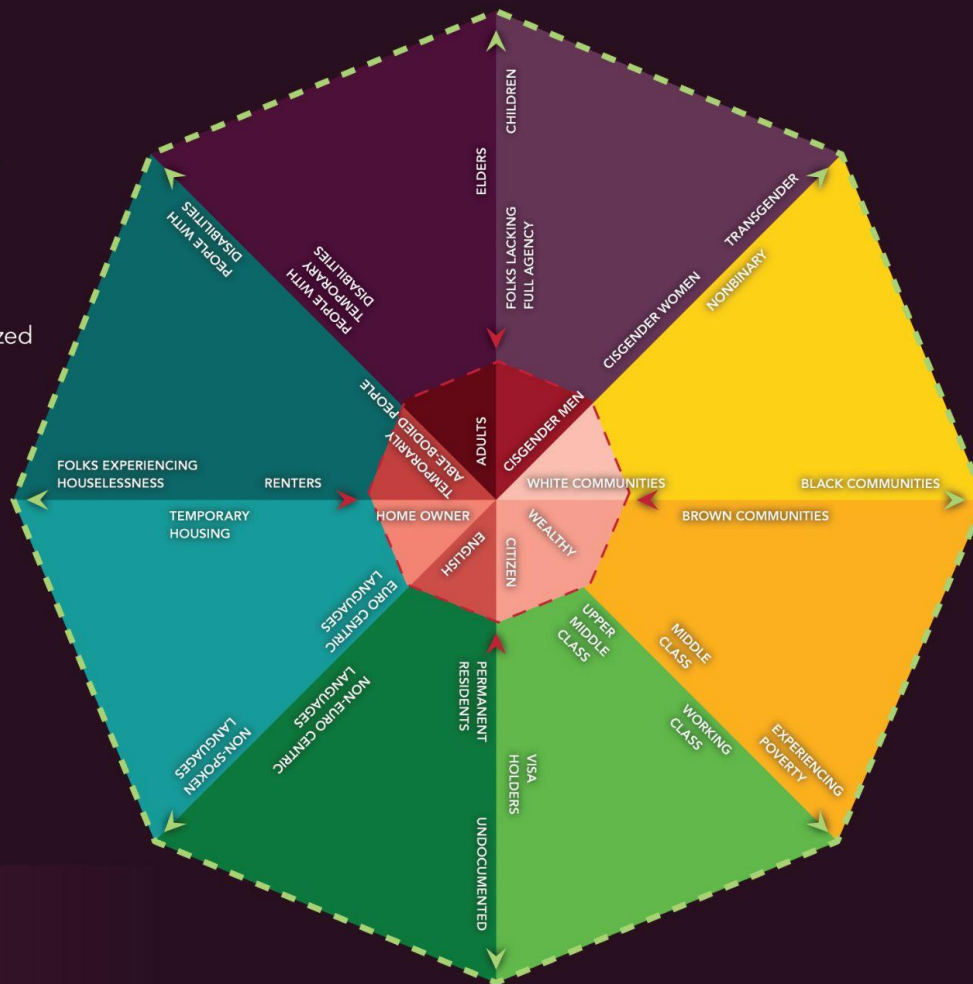 CHILDREN
ELDERS
FOLKS LACKING
FULL AGENCY
ADULTS
TRANSGENDER
NONBINARY
CISGENDER WOMEN
CISGENDER MEN
BLACK COMMUNITIES
BROWN COMMUNITIES
WHITE COMMUNITIES
EXPERIENCING
POVERTY
WORKING
CLASS
MIDDLE
CLASS
UPPER
MIDDLE
CLASS
WEALTHY
UNDOCUMENTED
VISA
HOLDERS
PERMANENT
RESIDENTS
CITIZEN
NON-SPOKEN
LANGUAGES
NON-EURO CENTRIC
LANGUAGES
EURO CENTRIC
LANGUAGES
ENGLISH
FOLKS EXPERIENCING
HOUSELESSNESS
TEMPORARY
HOUSING
RENTERS
HOME OWNER
PEOPLE WITH
DISABILITIES
PEOPLE WITH
TEMPORARY
DISABILITIES
TEMPORARILY
ABLE-BODIED PEOPLE